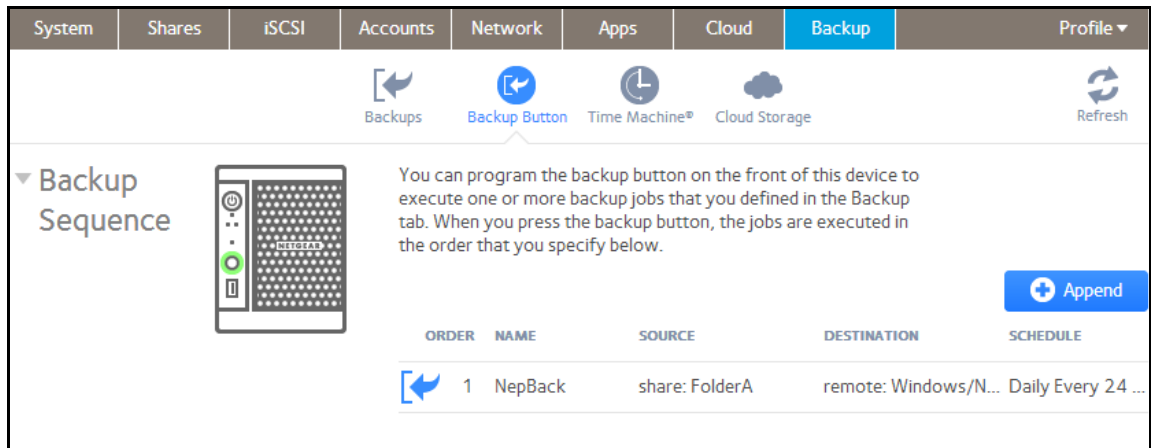 System Shares iSCSI Accounts Network Apps Cloud Backup Profile
Backups Backup Button Time Machine® Cloud Storage Refresh
Backup
Sequence
NETGEAR
You can program the backup button on the front of this device to
execute one or more backup jobs that you defined in the Backup
tab. When you press the backup button, the jobs are executed in
the order that you specify below.
Append
ORDER NAME SOURCE DESTINATION SCHEDULE
1 NepBack share: FolderA remote: Windows/N... Daily Every 24 ...